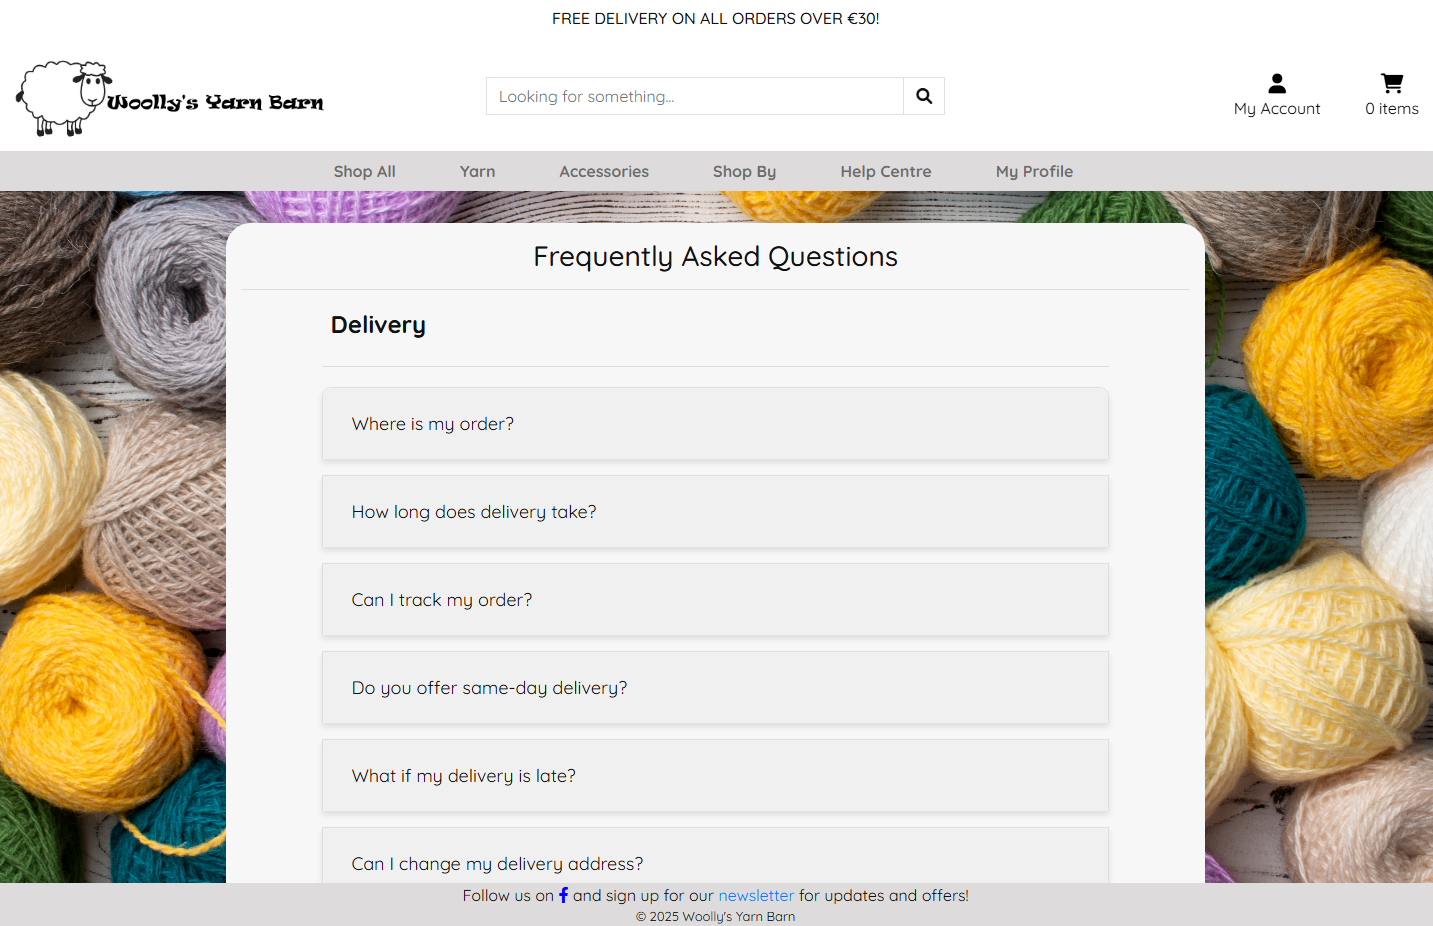 FREE DELIVERY ON ALL ORDERS OVER €30!
Woolly's Yarn Barn
Looking for something...
My Account
0 items
Shop All
Yarn
Accessories
Shop By
Help Centre
My Profile
Frequently Asked Questions
Delivery
Where is my order?
How long does delivery take?
Can I track my order?
Do you offer same-day delivery?
What if my delivery is late?
Can I change my delivery address?
Follow us on f and sign up for our newsletter for updates and offers!
© 2025 Woolly's Yarn Barn